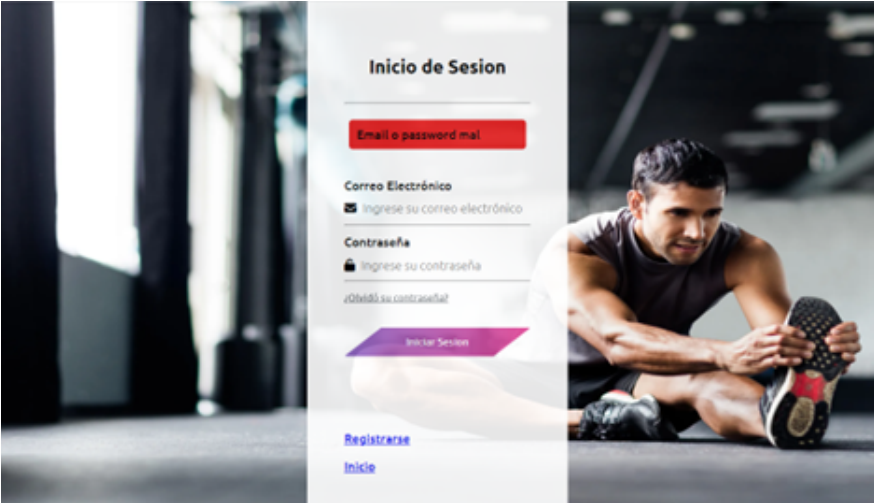 Inicio de Sesion
Email o password mal
Correo Electrónico
Ingrese su correo electrónico
Contraseña
Ingrese su contraseña
¿Olvidó su contraseña?
Iniciar Sesion
Registrarse
Inicio